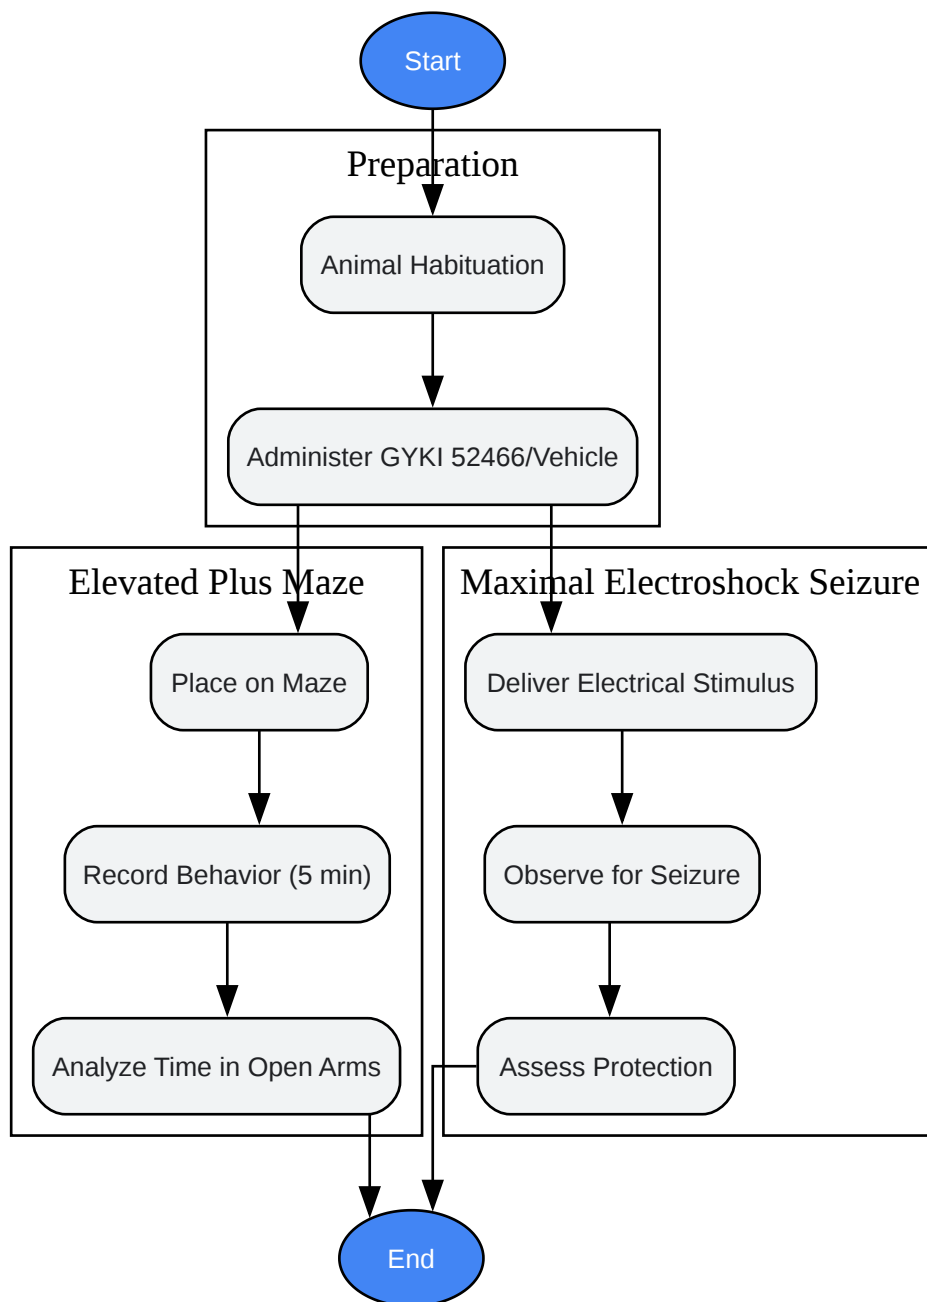 Start
Preparation
Animal Habituation
Administer GYKI 52466/Vehicle
Elevated Plus Maze
Place on Maze
Record Behavior (5 min)
Analyze Time in Open Arms
Maximal Electroshock Seizure
Deliver Electrical Stimulus
Observe for Seizure
Assess Protection
End